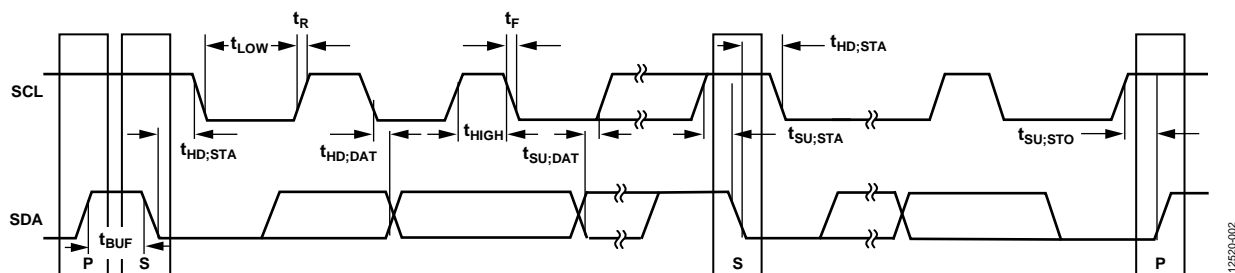 tR
tF
tLOW
tHD;STA
SCL
tHD;STA
tHD;DAT
tHIGH
tSU;DAT
tSU;STA
tSU;STO
SDA
tBUF
P
S
S
P
12520-002